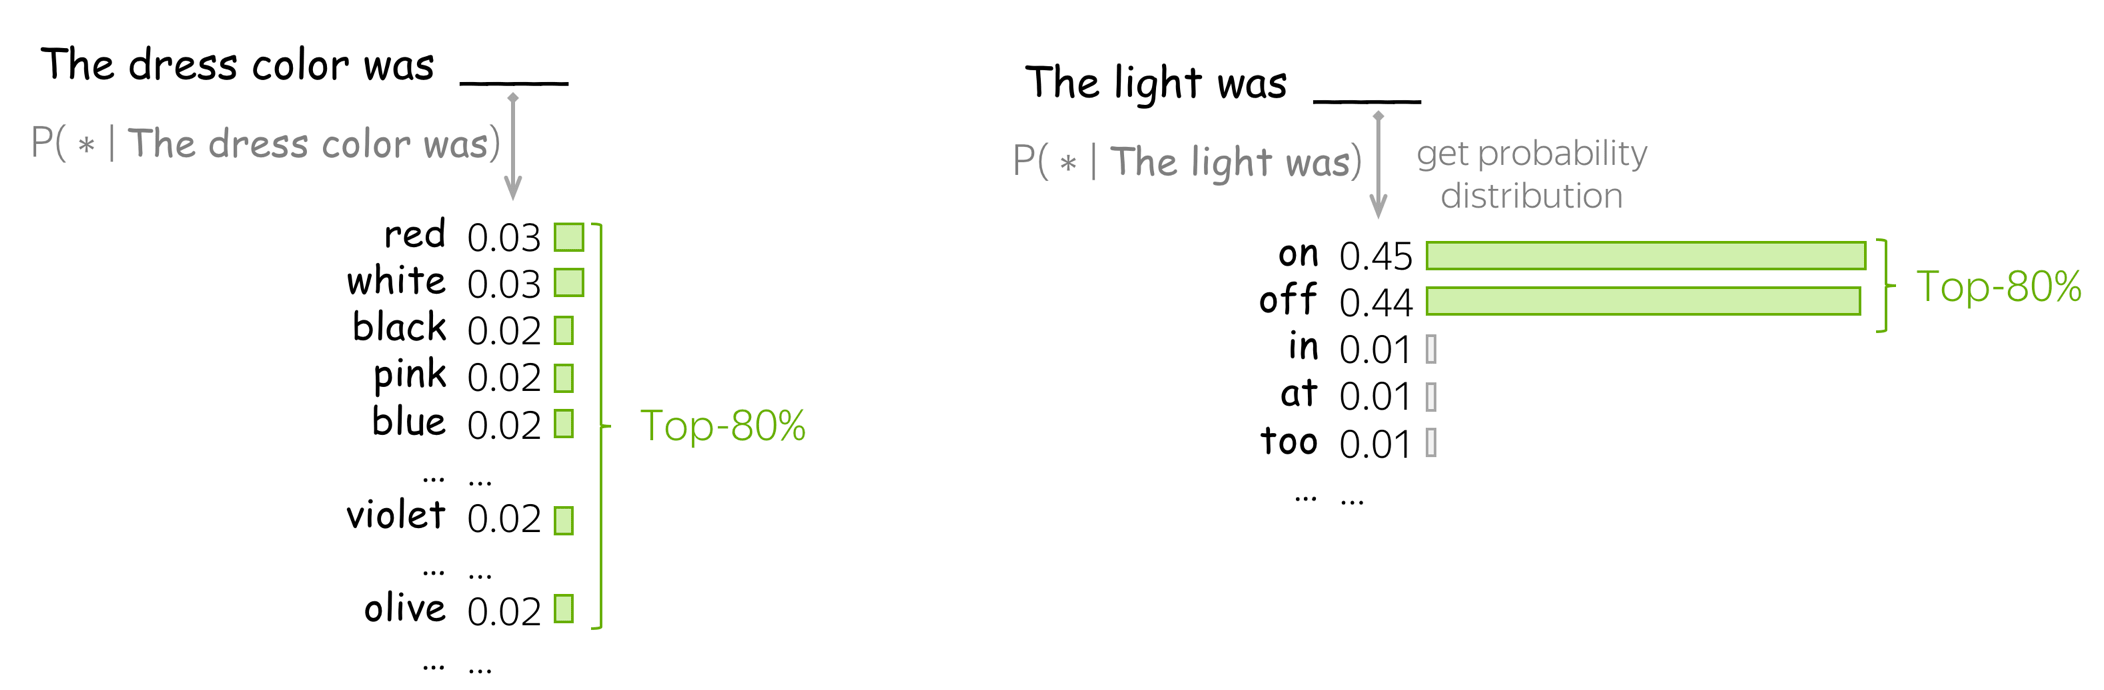 The dress color was _____
P( * | The dress color was)
red 0.03
white 0.03
black 0.02
pink 0.02
blue 0.02
... ...
violet 0.02
... ...
olive 0.02
... ...
Top-80%
The light was _____
P( * | The light was)
get probability
distribution
on 0.45
off 0.44
in 0.01
at 0.01
too 0.01
... ...
Top-80%